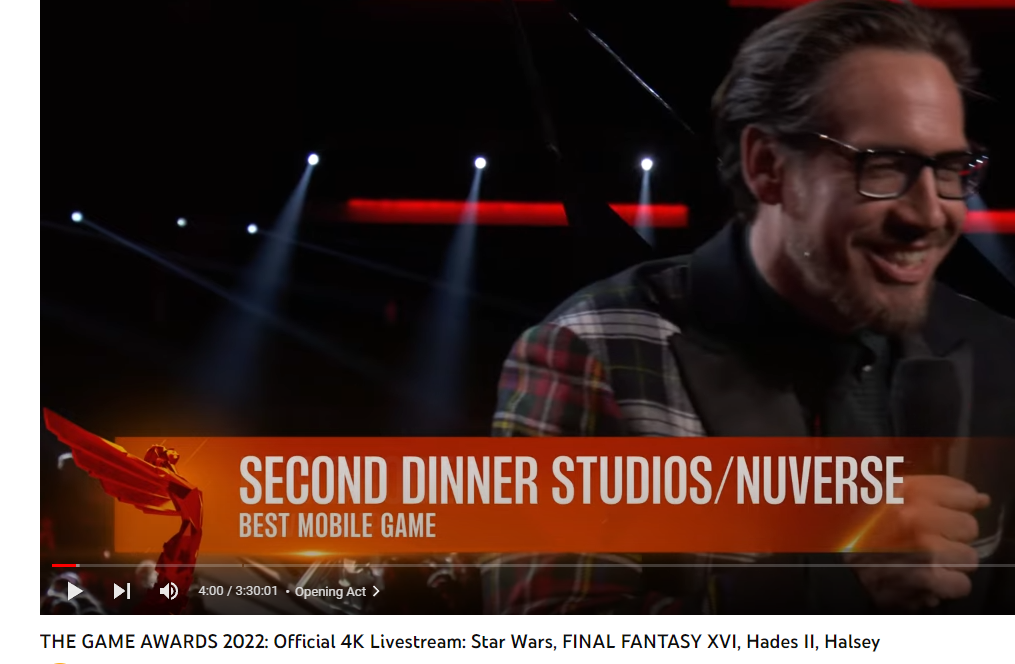 SECOND DINNER STUDIOS/NUVERSE
BEST MOBILE GAME
4:00 / 3:30:01 • Opening Act >
THE GAME AWARDS 2022: Official 4K Livestream: Star Wars, FINAL FANTASY XVI, Hades II, Halsey